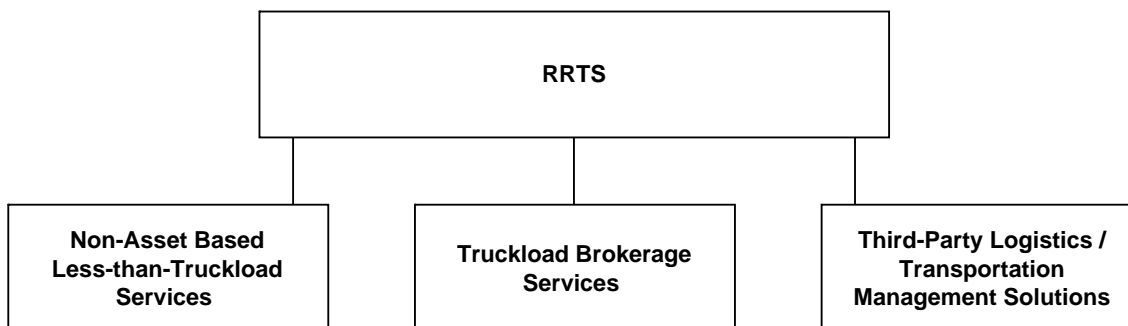 RRTS
Non-Asset Based
Less-than-Truckload
Services
Truckload Brokerage
Services
Third-Party Logistics /
Transportation
Management Solutions